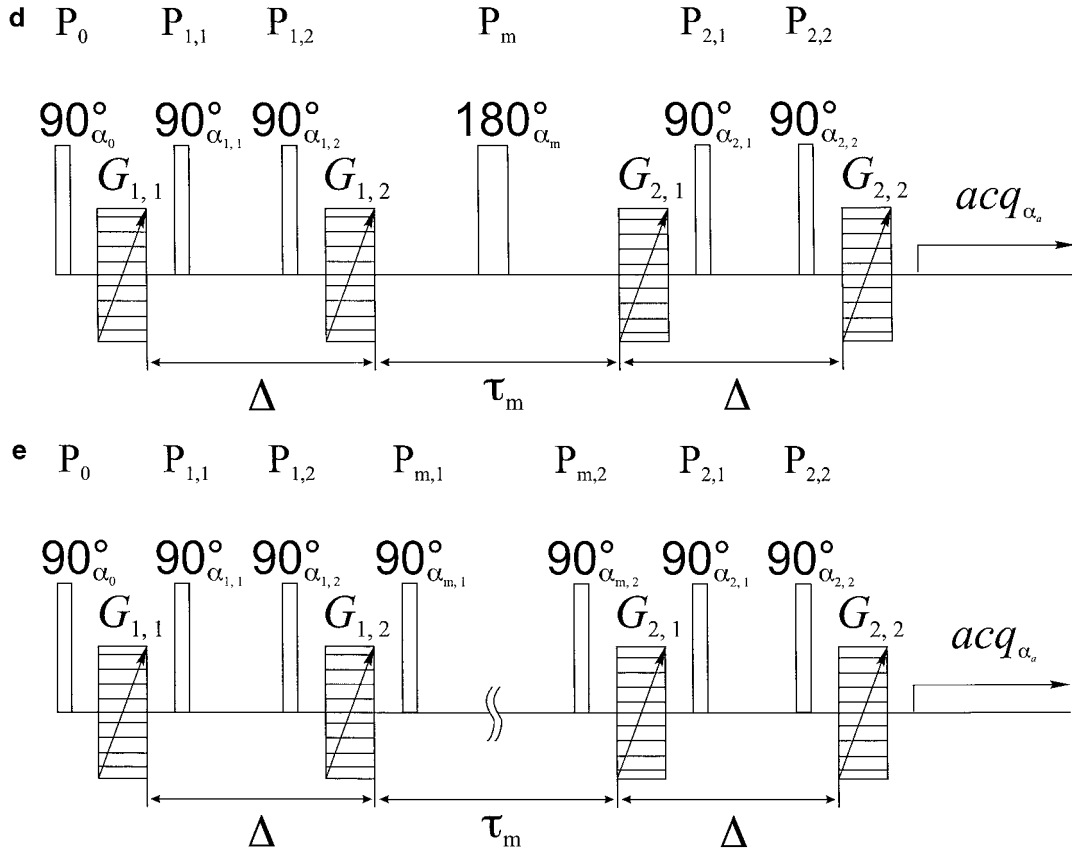 d P₀ P₁,₁ P₁,₂ Pₘ P₂,₁ P₂,₂
90°α₀ 90°α₁,₁ 90°α₁,₂ 180°αₘ 90°α₂,₁ 90°α₂,₂
G₁,₁ G₁,₂ G₂,₁ G₂,₂ acqαₐ
Δ τₘ Δ
e P₀ P₁,₁ P₁,₂ Pₘ,₁ Pₘ,₂ P₂,₁ P₂,₂
90°α₀ 90°α₁,₁ 90°α₁,₂ 90°αₘ,₁ 90°αₘ,₂ 90°α₂,₁ 90°α₂,₂
G₁,₁ G₁,₂ G₂,₁ G₂,₂ acqαₐ
Δ τₘ Δ